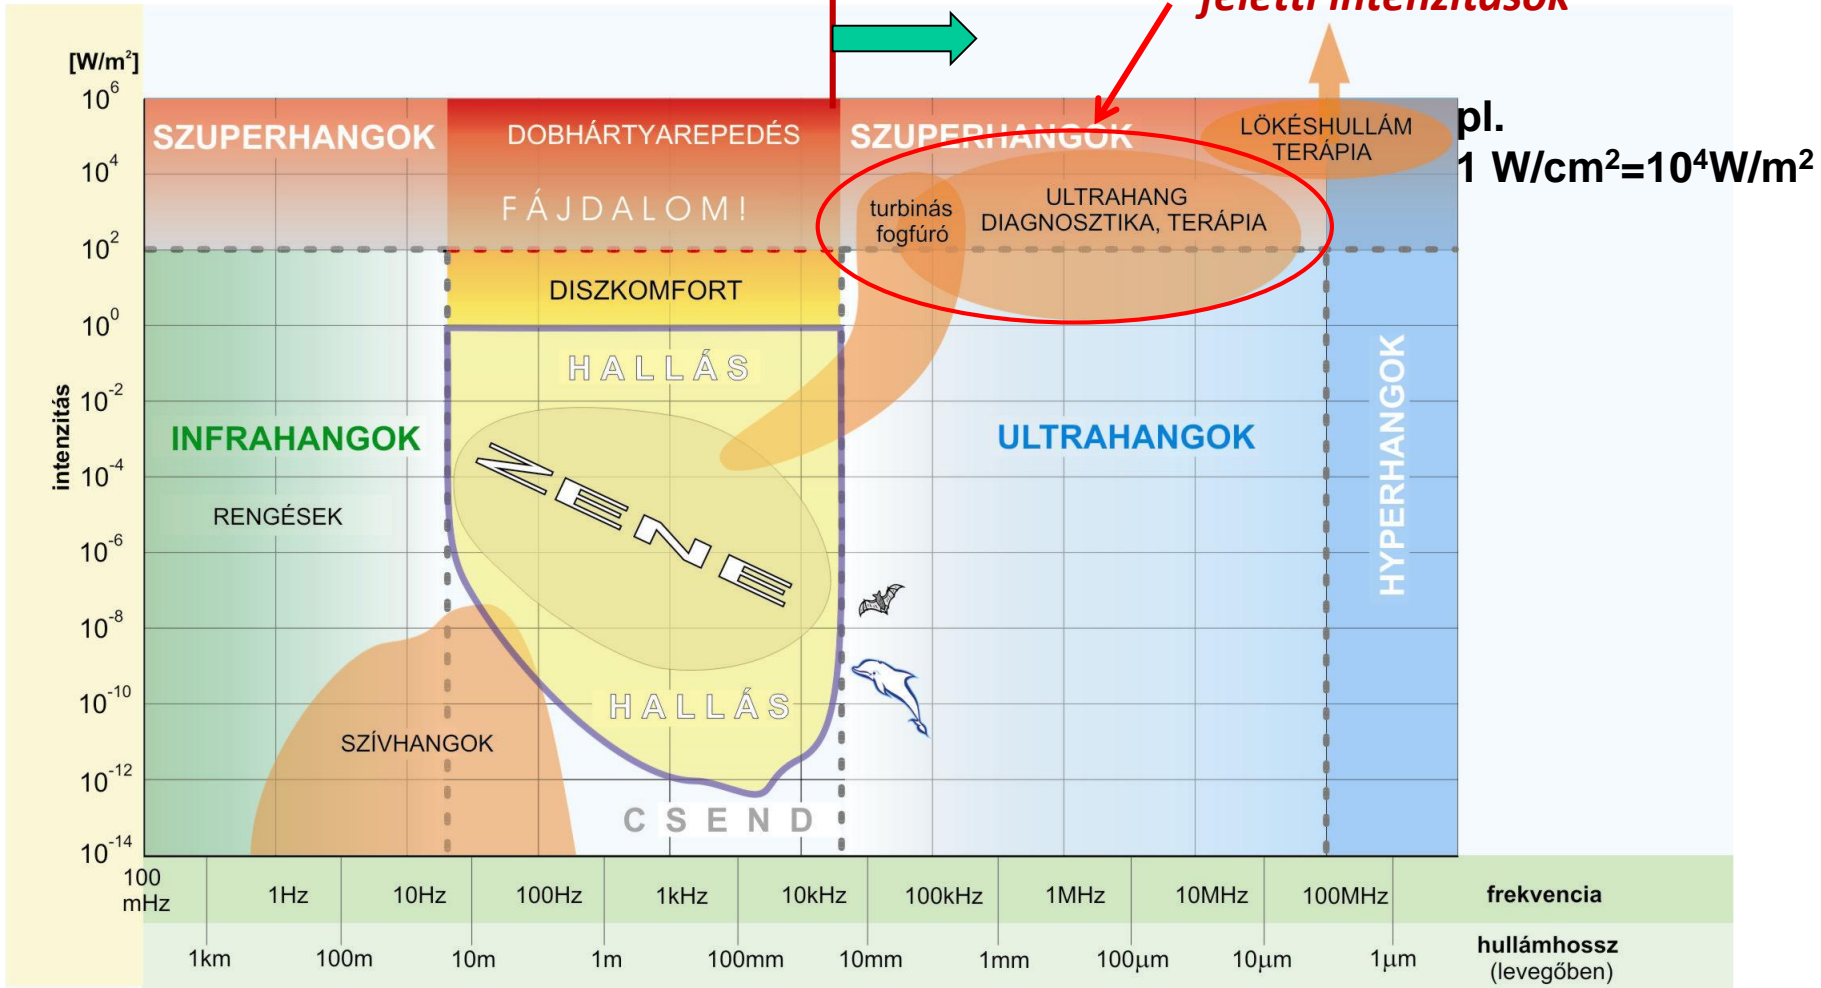 feletti intenzitások
[W/m²]
10⁶
10⁴
10²
10⁰
10⁻²
10⁻⁴
10⁻⁶
10⁻⁸
10⁻¹⁰
10⁻¹²
10⁻¹⁴
intenzitás
SZUPERHANGOK
DOBHÁRTYAREPEDÉS
SZUPERHANGOK
LÖKÉSHULLÁM
TERÁPIA
pl.
1 W/cm²=10⁴W/m²
FÁJDALOM!
turbinás
fogfúró
ULTRAHANG
DIAGNOSZTIKA, TERÁPIA
DISZKOMFORT
HALLÁS
INFRAHANGOK
ZENE
ULTRAHANGOK
HYPERHANGOK
RENGÉSEK
HALLÁS
SZÍVHANGOK
CSEND
100
mHz
1Hz
10Hz
100Hz
1kHz
10kHz
100kHz
1MHz
10MHz
100MHz
frekvencia
1km
100m
10m
1m
100mm
10mm
1mm
100µm
10µm
1µm
hullámhossz
(levegőben)